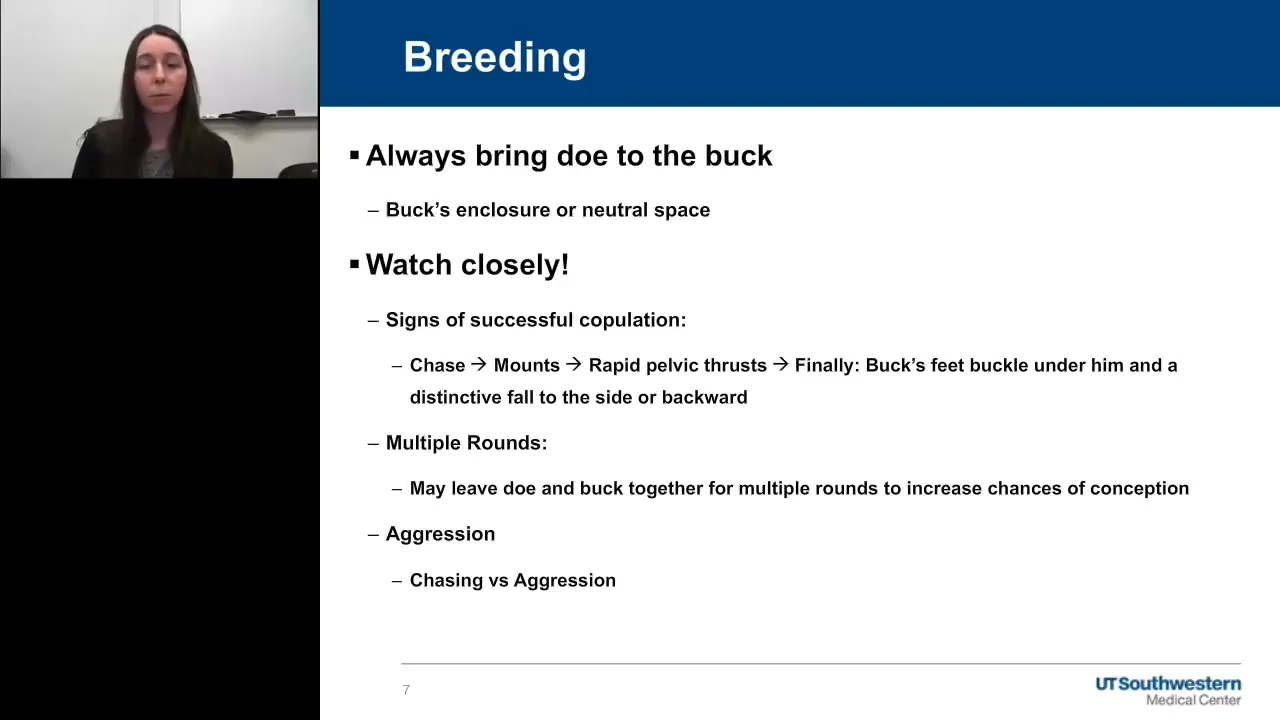 Breeding
▪ Always bring doe to the buck
– Buck’s enclosure or neutral space
▪ Watch closely!
– Signs of successful copulation:
– Chase → Mounts → Rapid pelvic thrusts → Finally: Buck’s feet buckle under him and a
distinctive fall to the side or backward
– Multiple Rounds:
– May leave doe and buck together for multiple rounds to increase chances of conception
– Aggression
– Chasing vs Aggression
7
UTSouthwestern
Medical Center